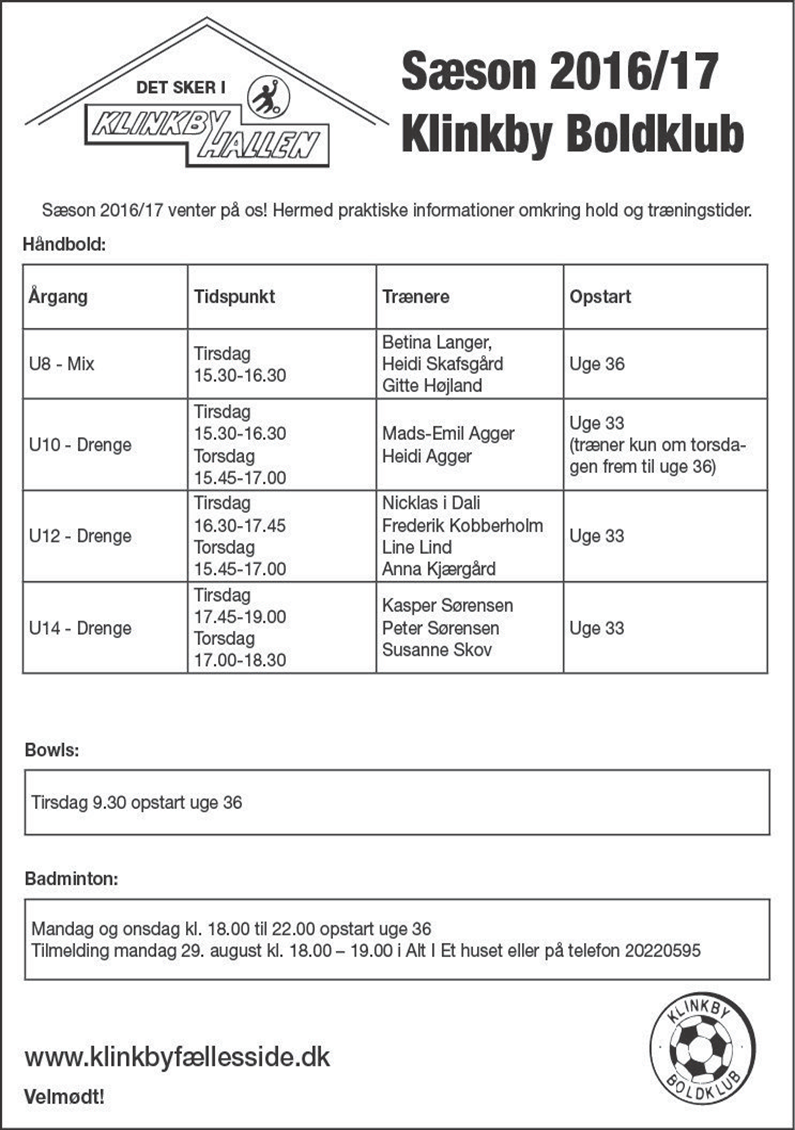 DET SKER I
KLINKBY
HALLEN
Sæson 2016/17
Klinkby Boldklub
Sæson 2016/17 venter på os! Hermed praktiske informationer omkring hold og træningstider.
Håndbold:
Årgang Tidspunkt Trænere Opstart
U8 - Mix
Tirsdag
15.30-16.30
Betina Langer,
Heidi Skafsgård
Gitte Højland
Uge 36
U10 - Drenge
Tirsdag
15.30-16.30
Torsdag
15.45-17.00
Mads-Emil Agger
Heidi Agger
Uge 33
(træner kun om torsda-
gen frem til uge 36)
U12 - Drenge
Tirsdag
16.30-17.45
Torsdag
15.45-17.00
Nicklas i Dali
Frederik Kobberholm
Line Lind
Anna Kjærgård
Uge 33
U14 - Drenge
Tirsdag
17.45-19.00
Torsdag
17.00-18.30
Kasper Sørensen
Peter Sørensen
Susanne Skov
Uge 33
Bowls:
Tirsdag 9.30 opstart uge 36
Badminton:
Mandag og onsdag kl. 18.00 til 22.00 opstart uge 36
Tilmelding mandag 29. august kl. 18.00 – 19.00 i Alt I Et huset eller på telefon 20220595
www.klinkbyfællesside.dk
Velmødt!
KLINKBY
BOLDKLUB